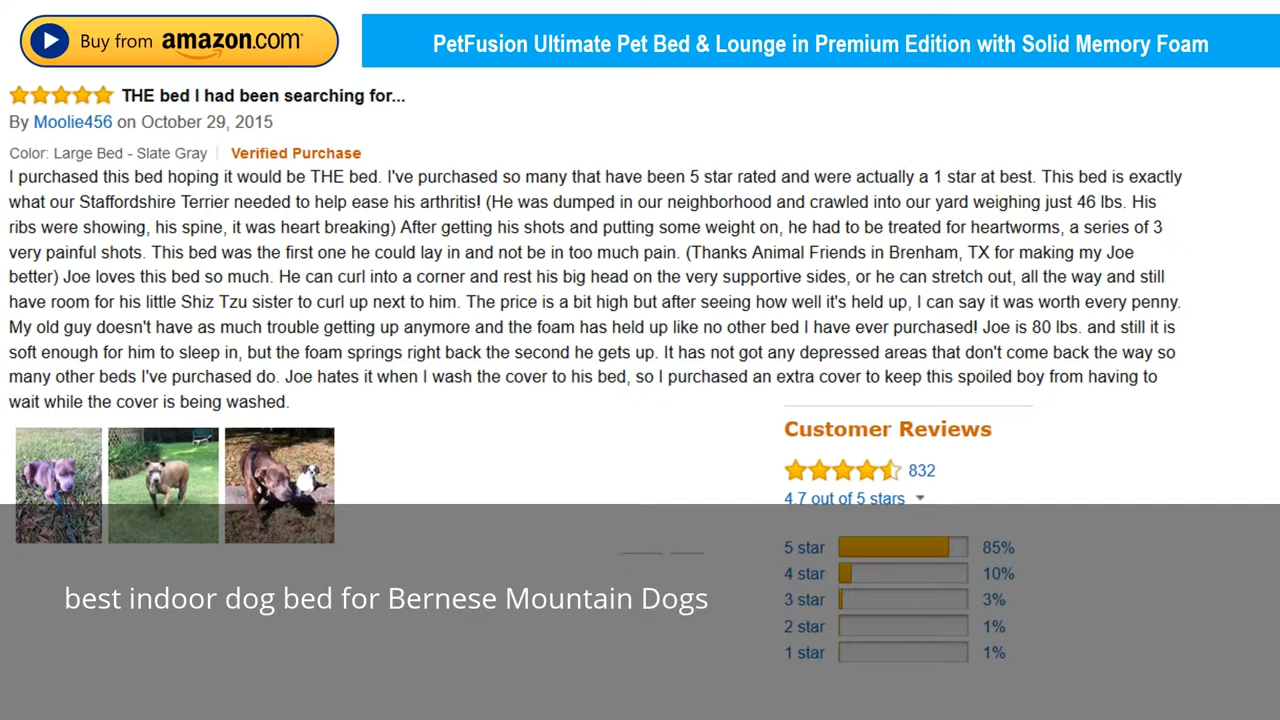 Buy from amazon.com
PetFusion Ultimate Pet Bed & Lounge in Premium Edition with Solid Memory Foam
THE bed I had been searching for...
By Moolie456 on October 29, 2015
Color: Large Bed - Slate Gray | Verified Purchase
I purchased this bed hoping it would be THE bed. I've purchased so many that have been 5 star rated and were actually a 1 star at best. This bed is exactly
what our Staffordshire Terrier needed to help ease his arthritis! (He was dumped in our neighborhood and crawled into our yard weighing just 46 lbs. His
ribs were showing, his spine, it was heart breaking) After getting his shots and putting some weight on, he had to be treated for heartworms, a series of 3
very painful shots. This bed was the first one he could lay in and not be in too much pain. (Thanks Animal Friends in Brenham, TX for making my Joe
better) Joe loves this bed so much. He can curl into a corner and rest his big head on the very supportive sides, or he can stretch out, all the way and still
have room for his little Shiz Tzu sister to curl up next to him. The price is a bit high but after seeing how well it's held up, I can say it was worth every penny.
My old guy doesn't have as much trouble getting up anymore and the foam has held up like no other bed I have ever purchased! Joe is 80 lbs. and still it is
soft enough for him to sleep in, but the foam springs right back the second he gets up. It has not got any depressed areas that don't come back the way so
many other beds I've purchased do. Joe hates it when I wash the cover to his bed, so I purchased an extra cover to keep this spoiled boy from having to
wait while the cover is being washed.
Customer Reviews
832
4.7 out of 5 stars
5 star 85%
4 star 10%
3 star 3%
2 star 1%
1 star 1%
best indoor dog bed for Bernese Mountain Dogs